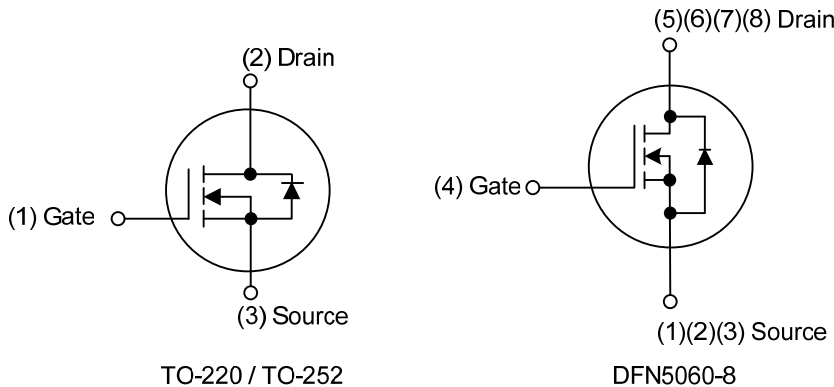 (2) Drain
(1) Gate
(3) Source
TO-220 / TO-252
(5)(6)(7)(8) Drain
(4) Gate
(1)(2)(3) Source
DFN5060-8